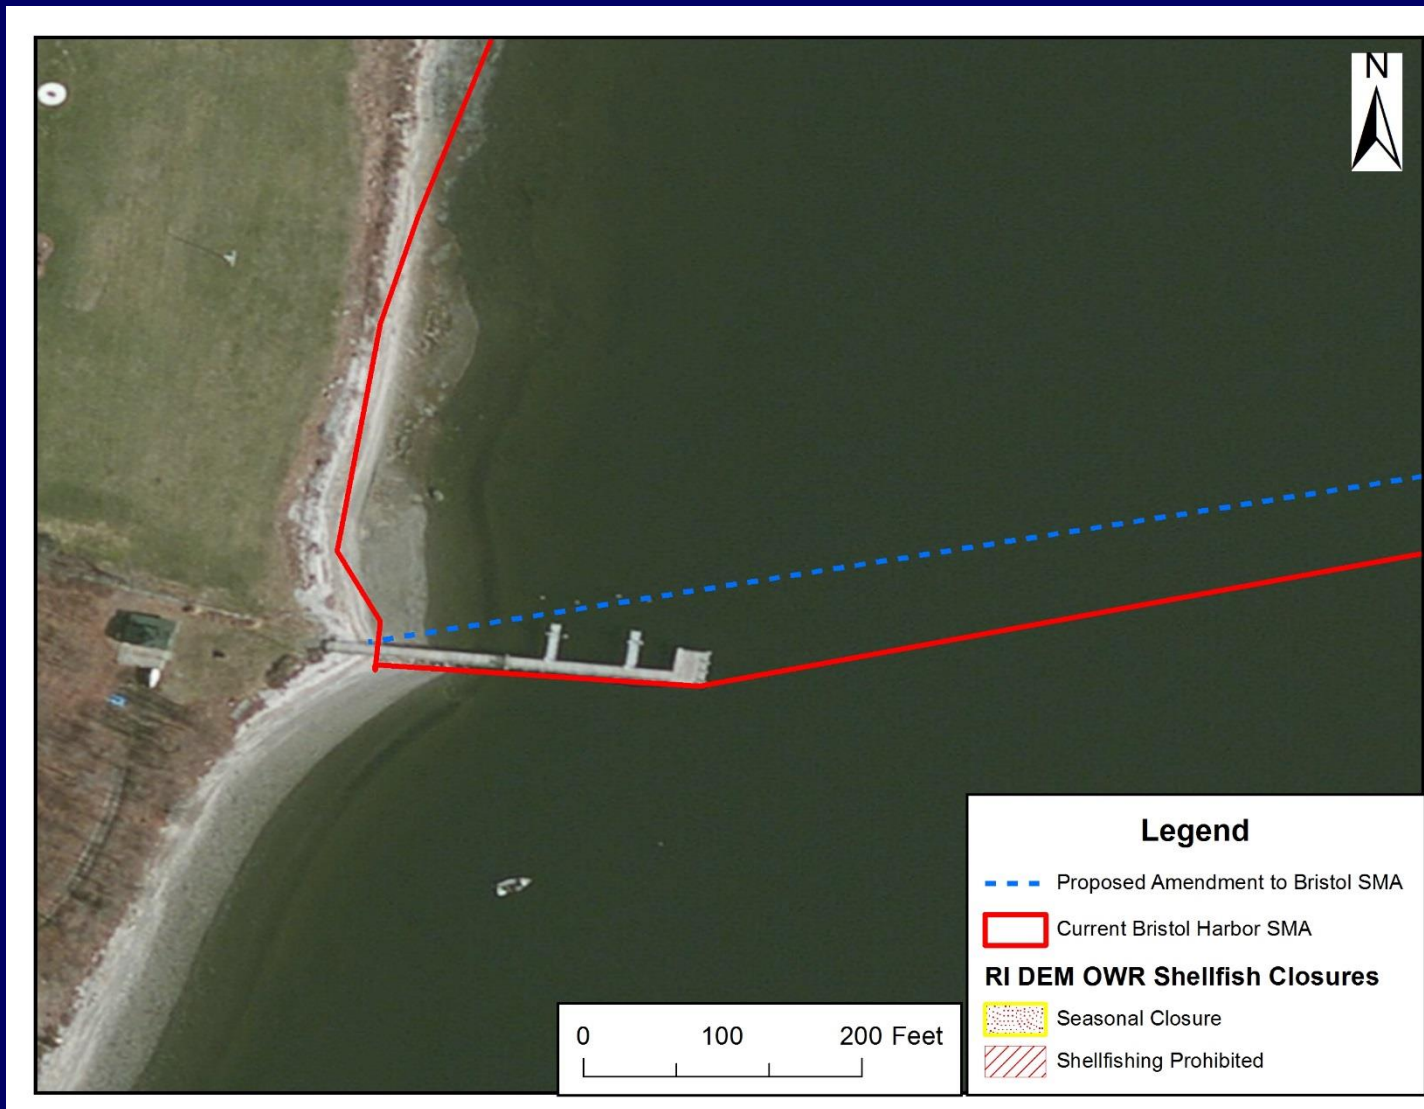 N
Legend
Proposed Amendment to Bristol SMA
Current Bristol Harbor SMA
RI DEM OWR Shellfish Closures
Seasonal Closure
Shellfishing Prohibited
0 100 200 Feet